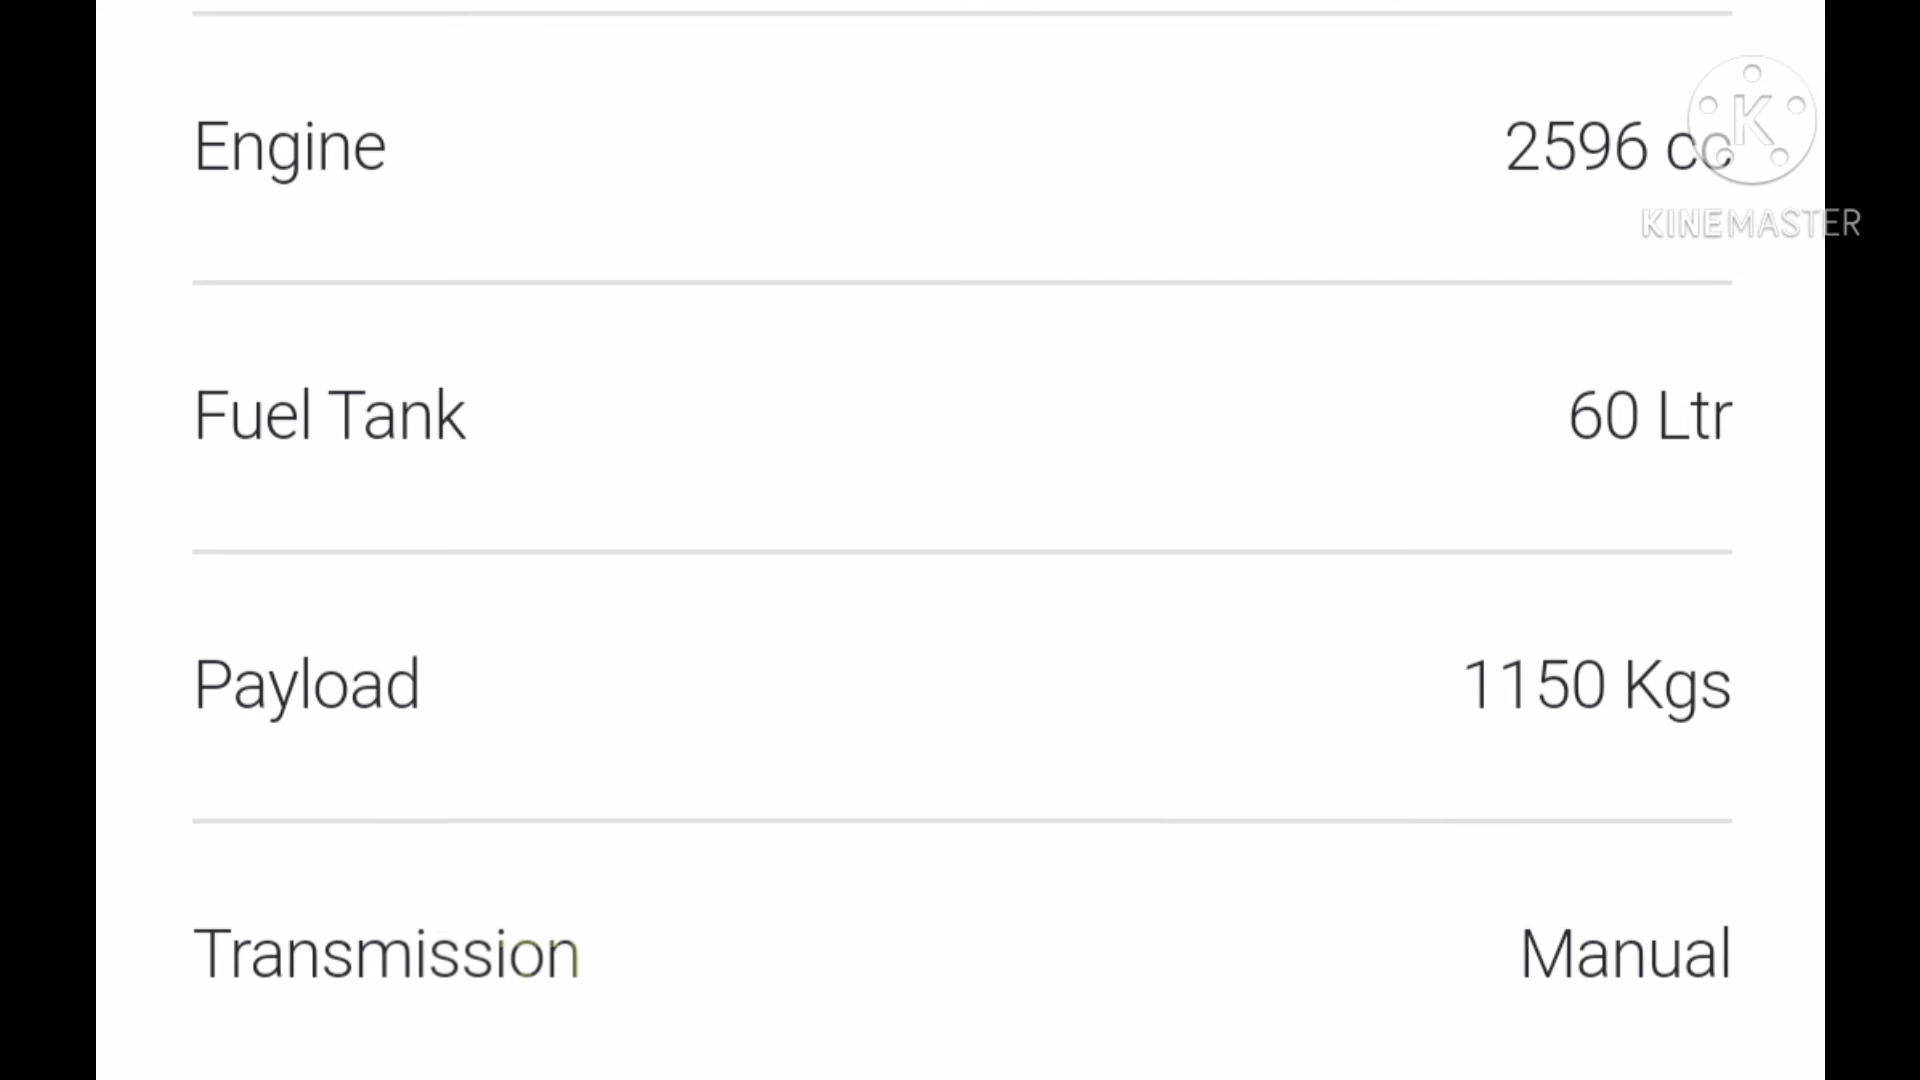 Engine 2596 cc
K
KINEMASTER
Fuel Tank 60 Ltr
Payload 1150 Kgs
Transmission Manual